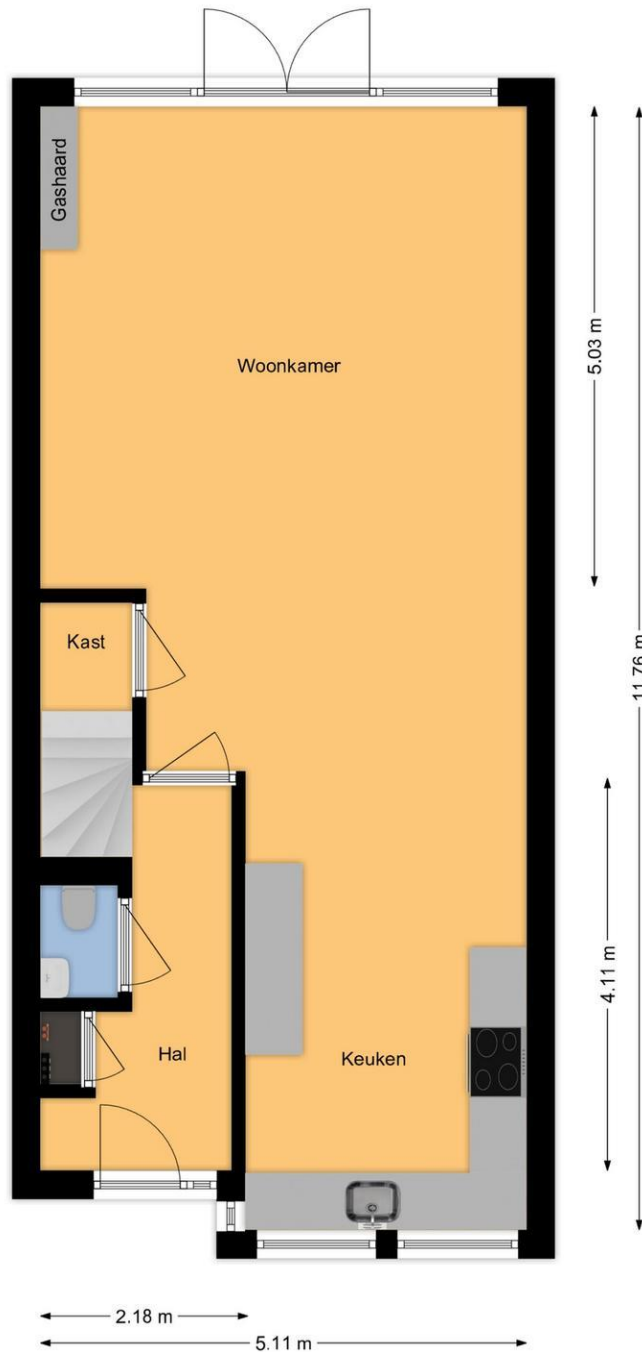 Gashaard
Woonkamer
5.03 m
11.76 m
Kast
4.11 m
Hal
Keuken
2.18 m
5.11 m